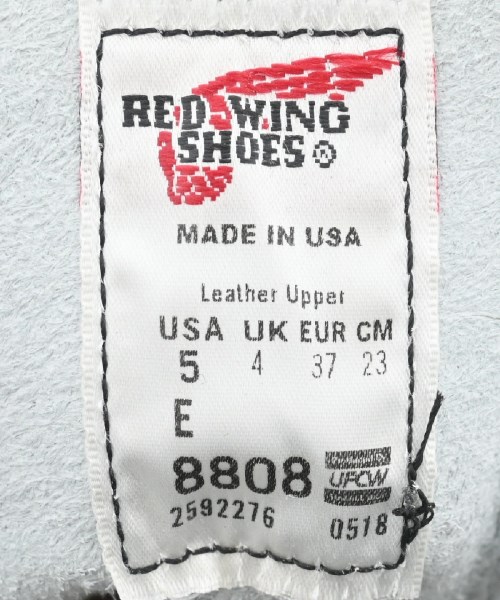 RED WING
SHOES ®
MADE IN USA
Leather Upper
USA UK EUR CM
5 4 37 23
E
8808 UFCW
2592276 0518